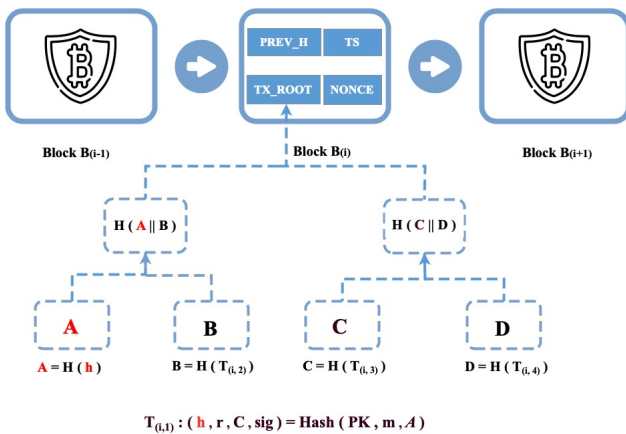 PREV_H TS
TX_ROOT NONCE
Block B(i-1) Block B(i) Block B(i+1)
H ( A || B ) H ( C || D )
A B C D
A = H ( h ) B = H ( T(i, 2) ) C = H ( T(i, 3) ) D = H ( T(i, 4) )
T(i,1) : ( h , r , C , sig ) = Hash ( PK , m , A )